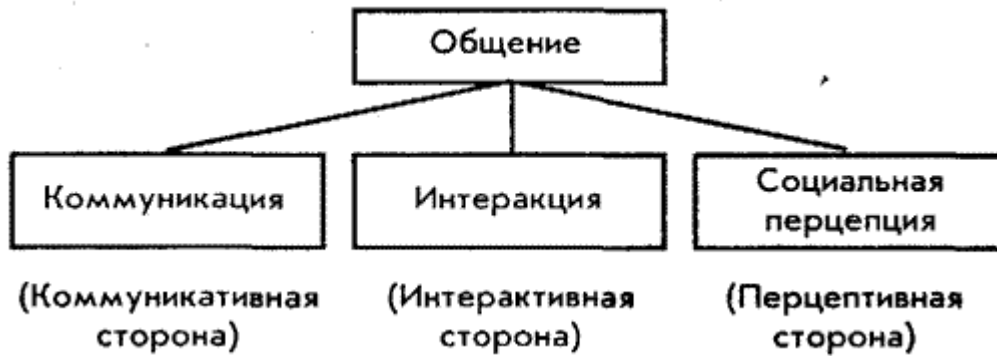 Общение
Коммуникация
Интеракция
Социальная
перцепция
(Коммуникативная
сторона)
(Интерактивная
сторона)
(Перцептивная
сторона)